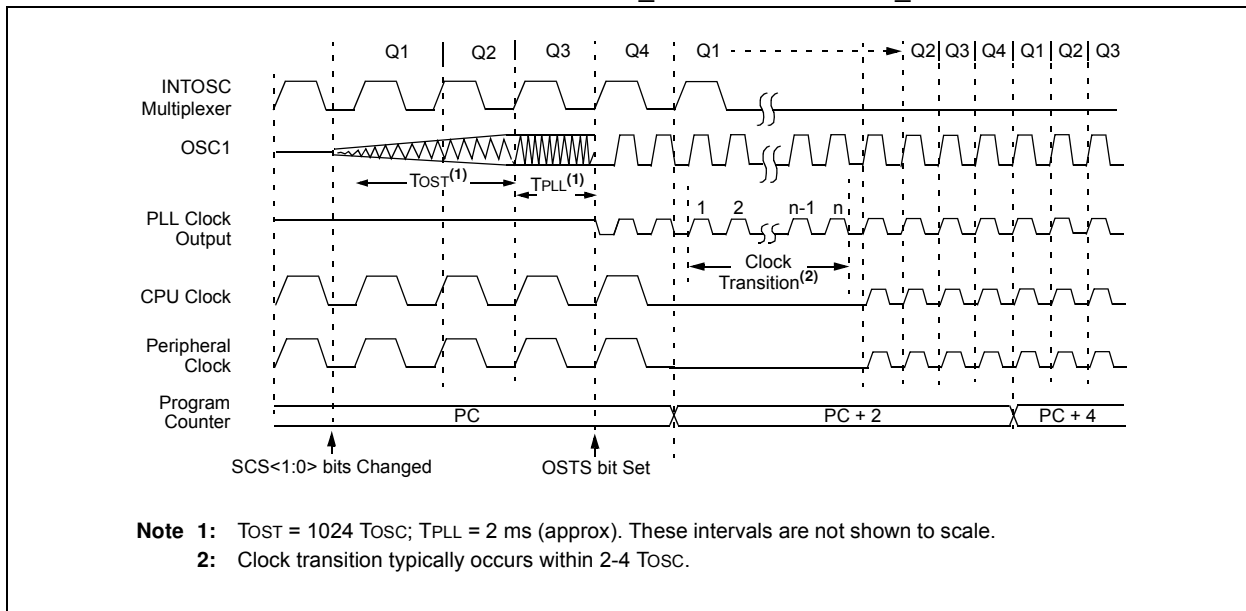 Q1 Q2 Q3 Q4 Q1 Q2 Q3 Q4 Q1 Q2 Q3
INTOSC
Multiplexer
OSC1
TOST(1) TPLL(1)
PLL Clock
Output
1 2 n-1 n
Clock
Transition(2)
CPU Clock
Peripheral
Clock
Program
Counter
PC PC + 2 PC + 4
SCS<1:0> bits Changed OSTS bit Set
Note 1: TOST = 1024 TOSC; TPLL = 2 ms (approx). These intervals are not shown to scale.
2: Clock transition typically occurs within 2-4 TOSC.